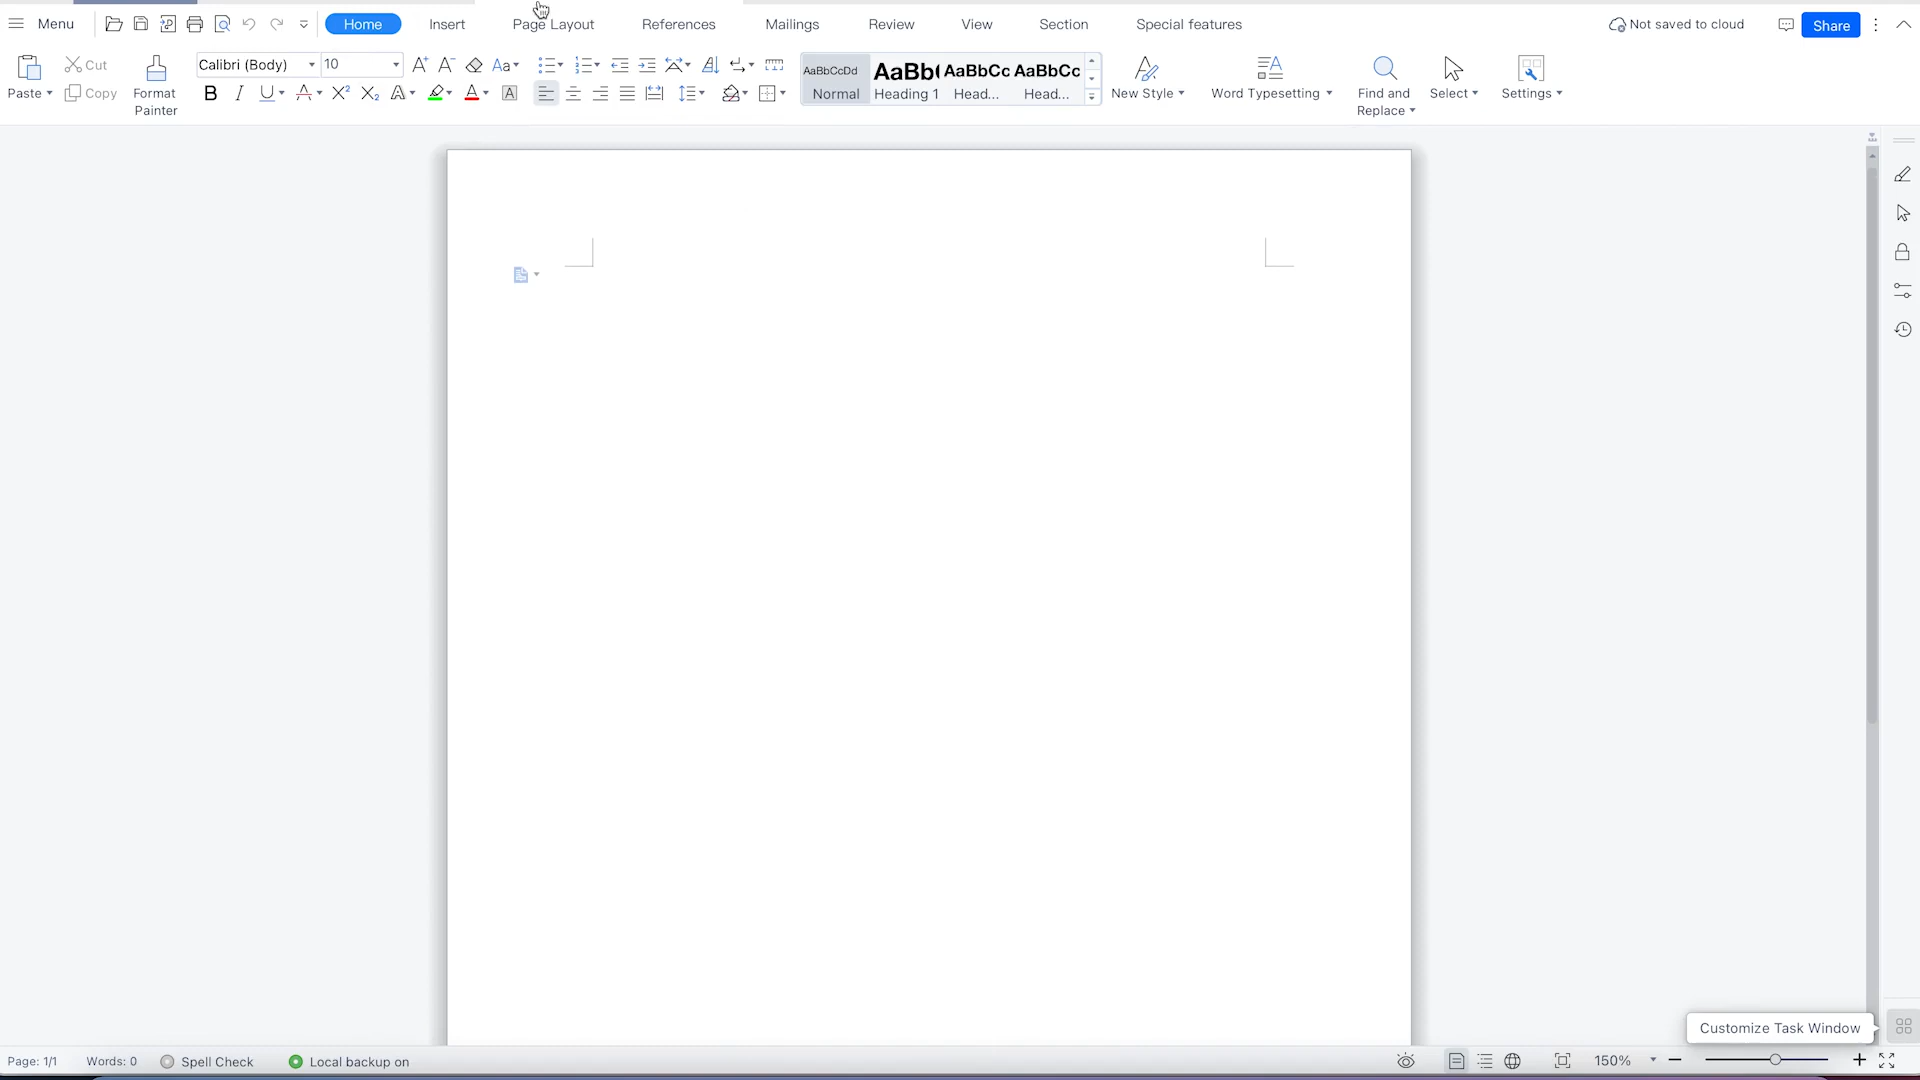 Menu Home Insert Page Layout References Mailings Review View Section Special features Not saved to cloud Share
Paste Cut Copy Format Painter
Calibri (Body) 10
AaBbCcDd AaBb( AaBbCc AaBbCc
Normal Heading 1 Head... Head...
New Style Word Typesetting Find and Replace Select Settings
Customize Task Window
Page: 1/1 Words: 0 Spell Check Local backup on 150%